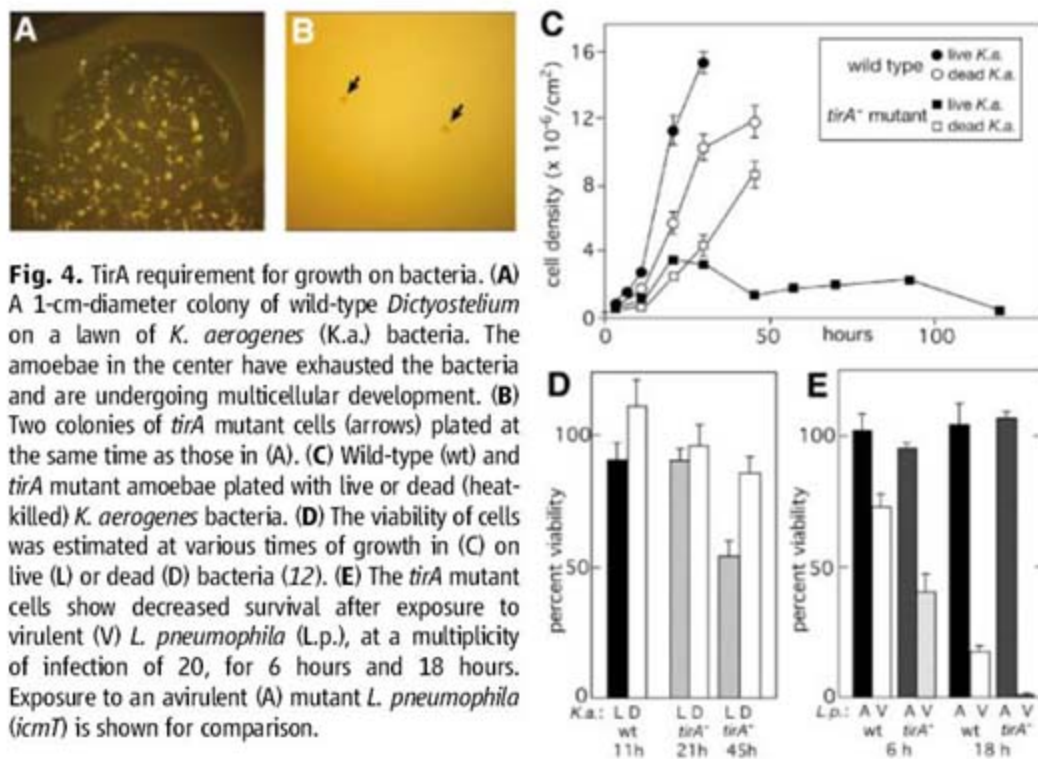 A
B
Fig. 4. TirA requirement for growth on bacteria. (A)
A 1-cm-diameter colony of wild-type Dictyostelium
on a lawn of K. aerogenes (K.a.) bacteria. The
amoebae in the center have exhausted the bacteria
and are undergoing multicellular development. (B)
Two colonies of tirA mutant cells (arrows) plated at
the same time as those in (A). (C) Wild-type (wt) and
tirA mutant amoebae plated with live or dead (heat-
killed) K. aerogenes bacteria. (D) The viability of cells
was estimated at various times of growth in (C) on
live (L) or dead (D) bacteria (12). (E) The tirA mutant
cells show decreased survival after exposure to
virulent (V) L. pneumophila (L.p.), at a multiplicity
of infection of 20, for 6 hours and 18 hours.
Exposure to an avirulent (A) mutant L. pneumophila
(icmT) is shown for comparison.
C
cell density (x 10⁻⁶/cm²)
16
12
8
4
0
0 50 hours 100
wild type
live K.a.
dead K.a.
tirA⁻ mutant
live K.a.
dead K.a.
D
percent viability
100
50
0
K.a.: L D L D L D
wt tirA⁻ tirA⁻
11h 21h 45h
E
percent viability
100
50
0
L.p.: A V A V A V A V
wt tirA⁻ wt tirA⁻
6 h 18 h